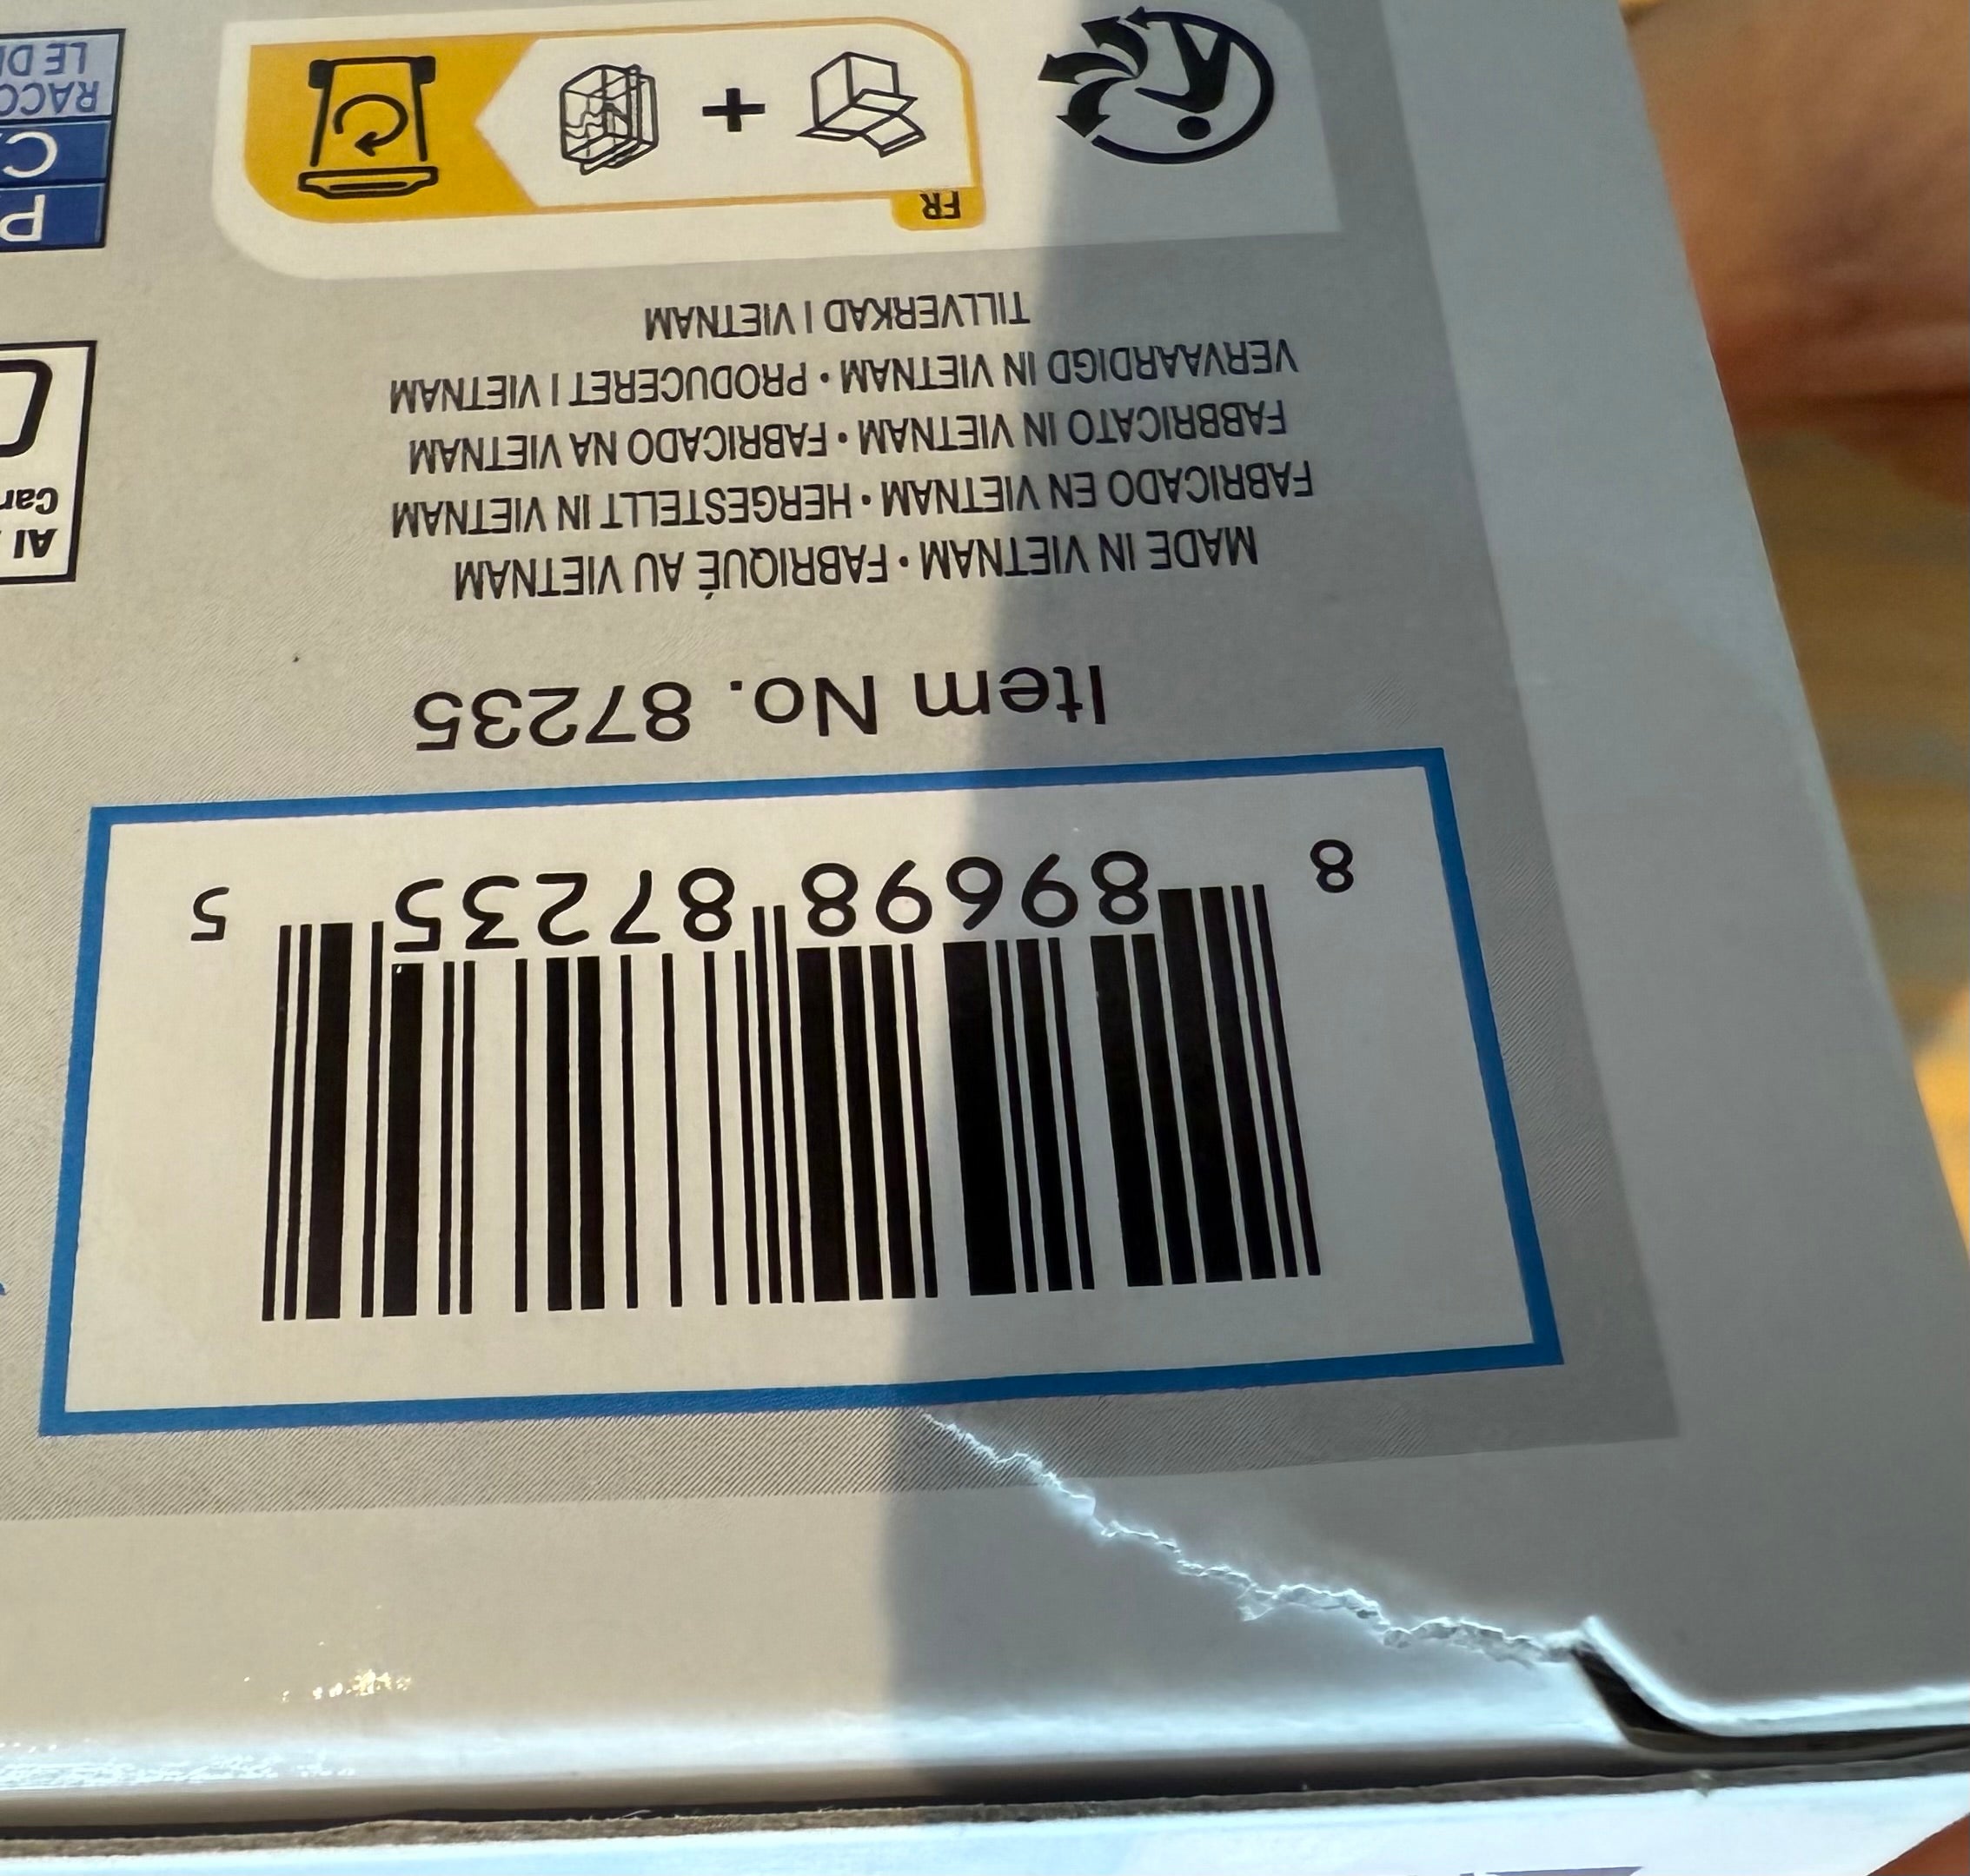 8 89698 87235 5
Item No. 87235
MADE IN VIETNAM • FABRIQUÉ AU VIETNAM
FABRICADO EN VIETNAM • HERGESTELLT IN VIETNAM
FABBRICATO IN VIETNAM • FABRICADO NA VIETNAM
VERVAARDIGD IN VIETNAM • PRODUCERET I VIETNAM
TILLVERKAD I VIETNAM
FR